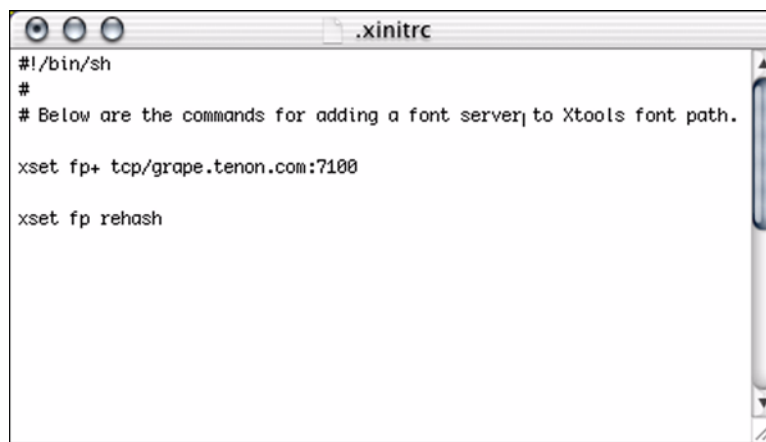 .xinitrc
#!/bin/sh
#
# Below are the commands for adding a font server to Xtools font path.
xset fp+ tcp/grape.tenon.com:7100
xset fp rehash